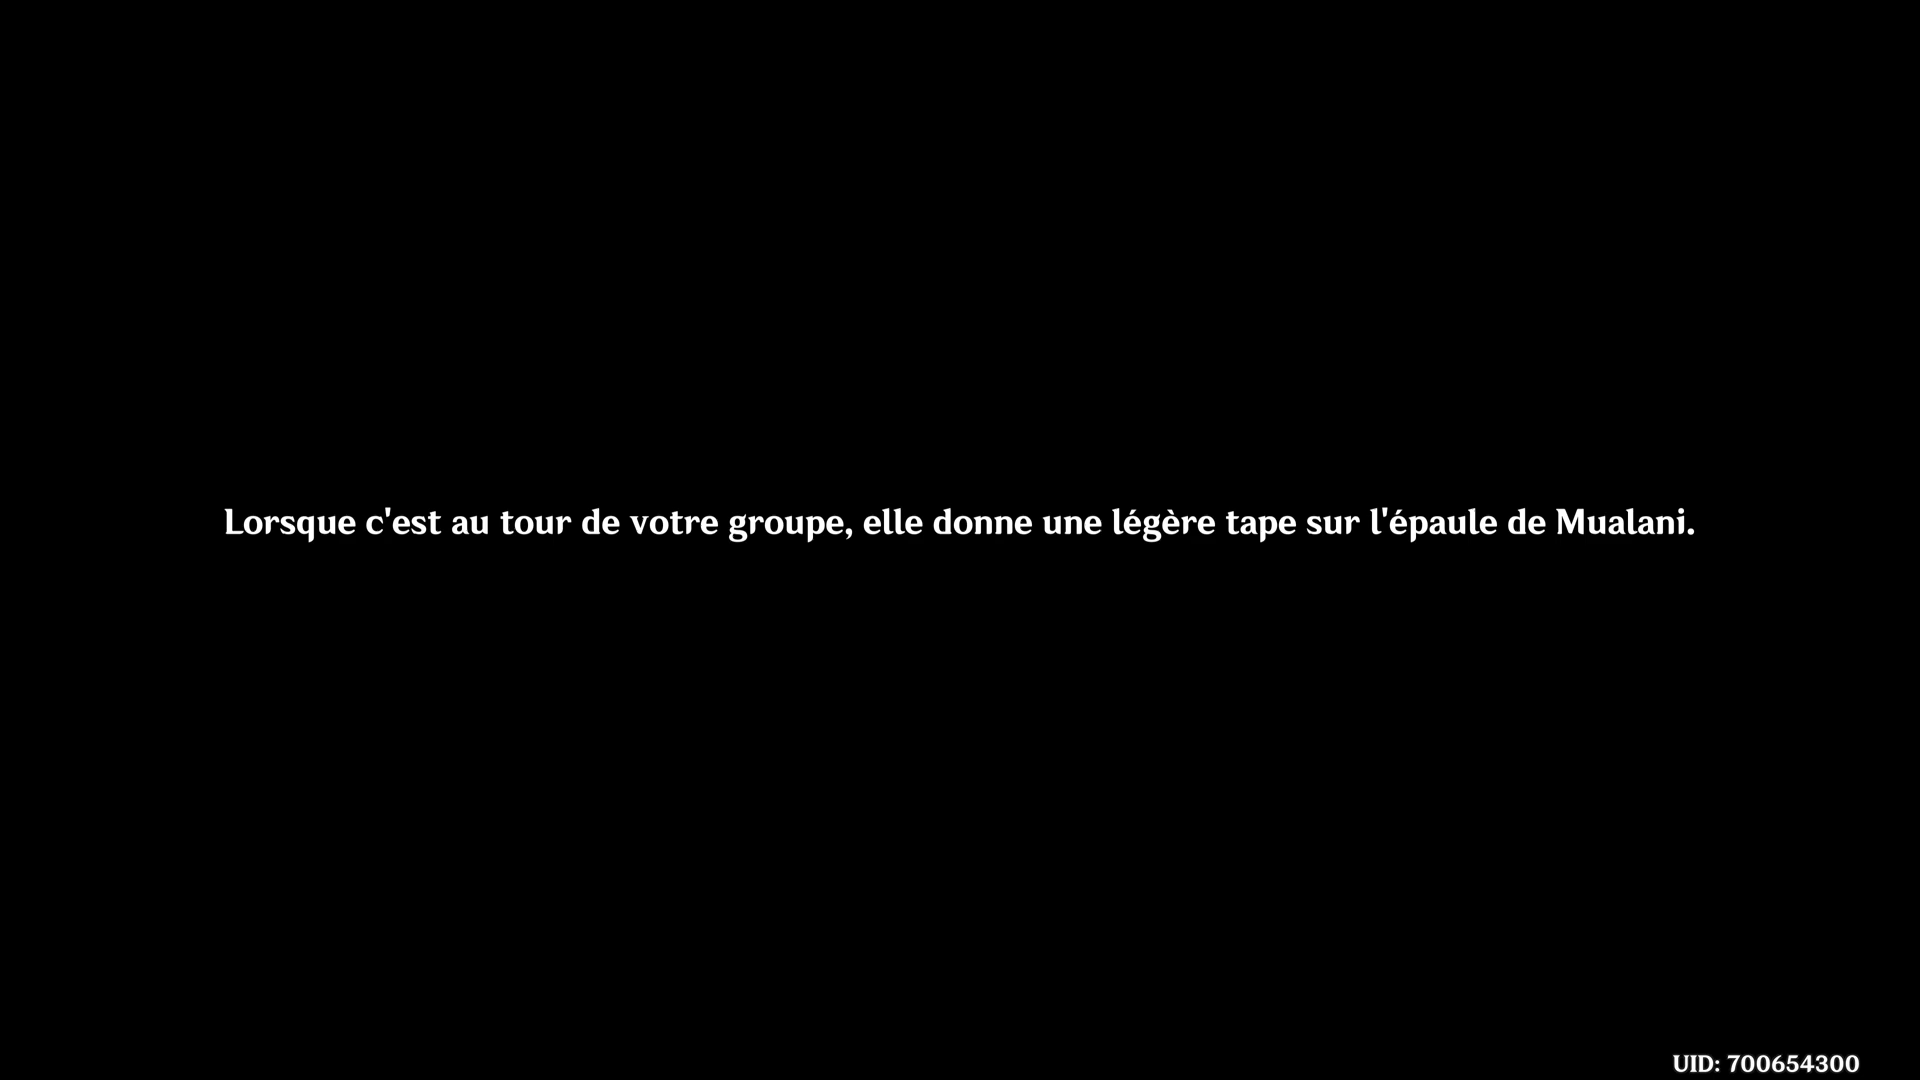 Lorsque c'est au tour de votre groupe, elle donne une légère tape sur l'épaule de Mualani.
UID: 700654300